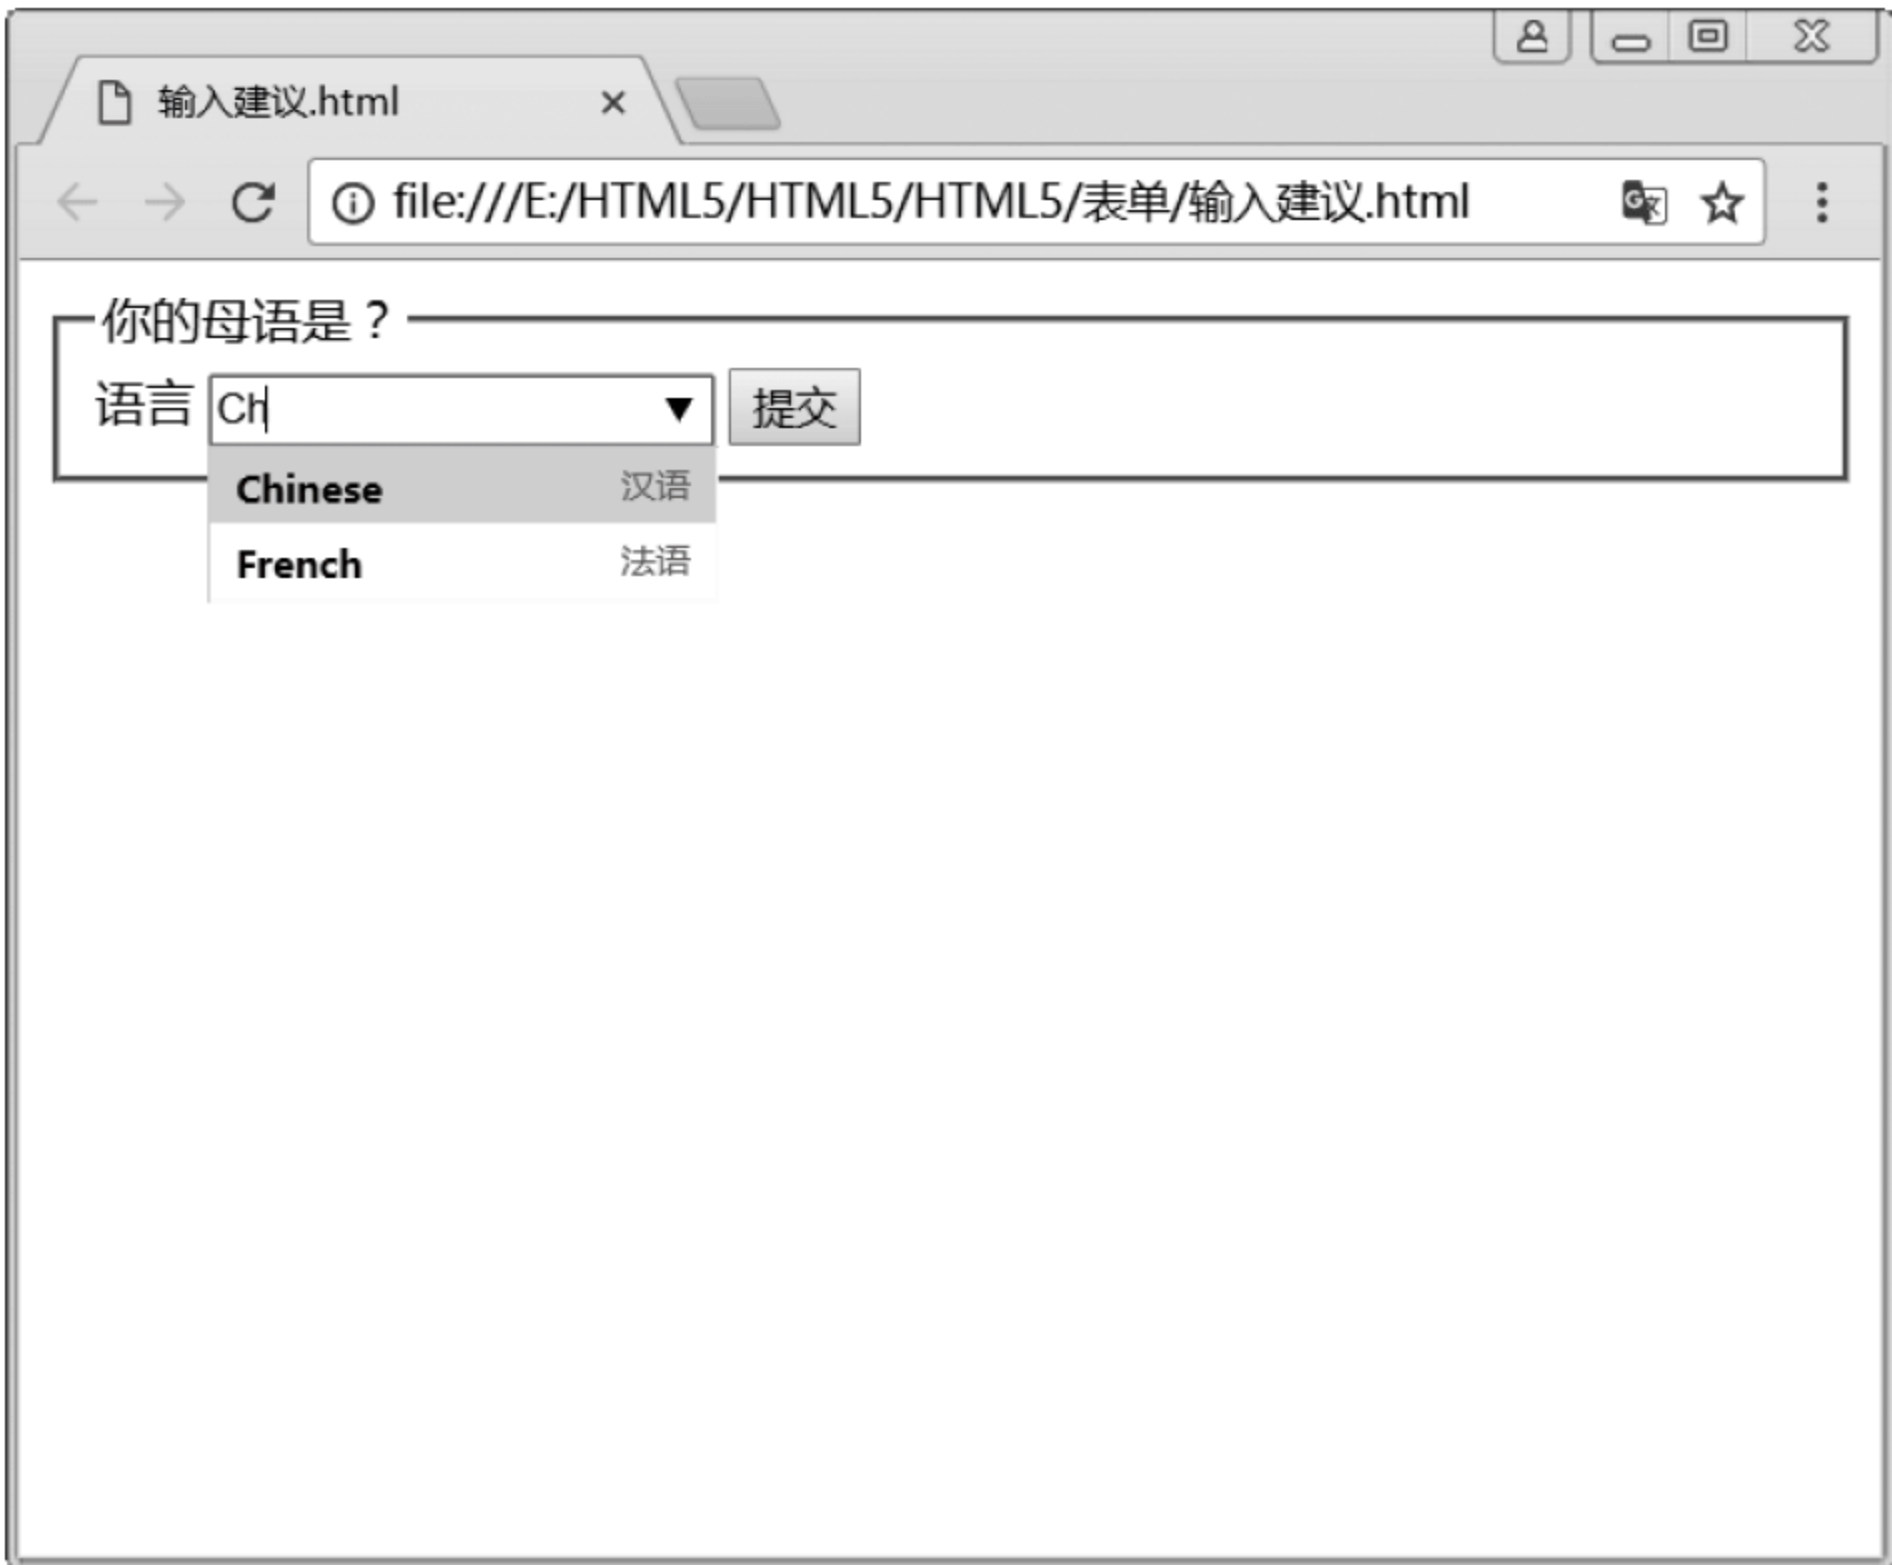 输入建议.html
file:///E:/HTML5/HTML5/HTML5/表单/输入建议.html
你的母语是？
语言 Ch 提交
Chinese 汉语
French 法语